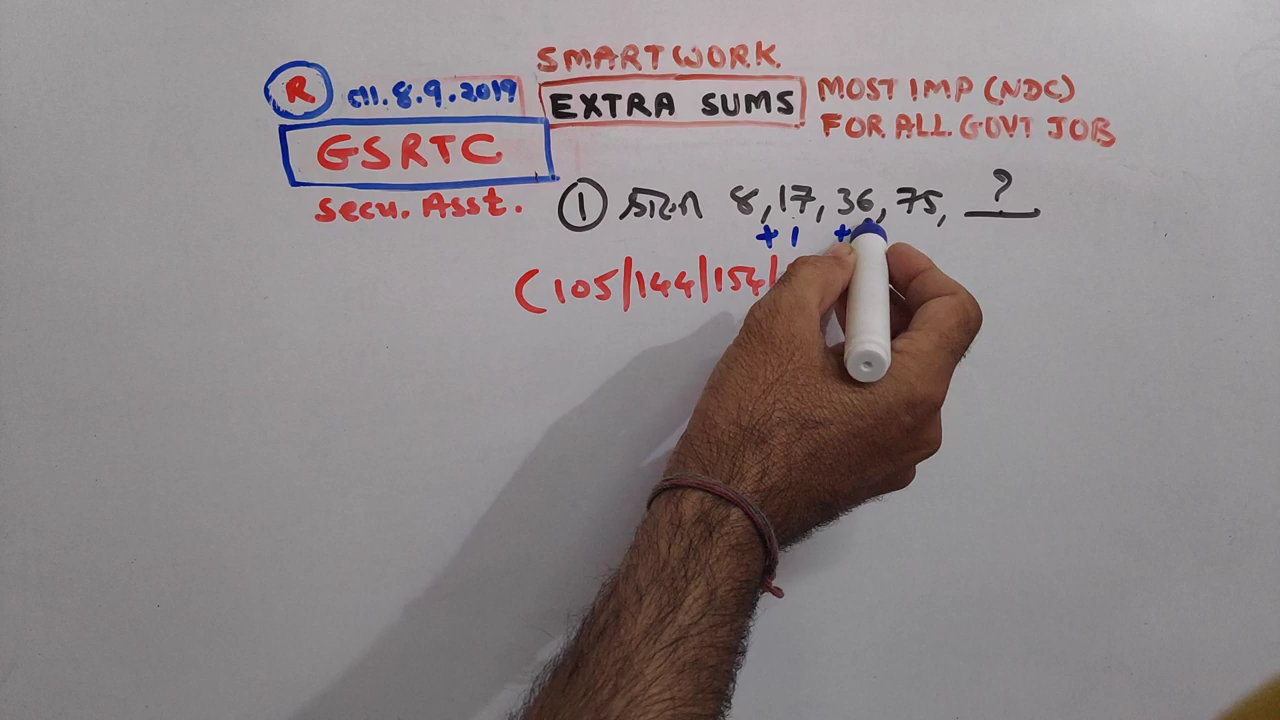 SMARTWORK
R તા.8.9.2019 EXTRA SUMS MOST IMP (NDC)
GSRTC FOR ALL GOVT JOB
Secu. Asst. 1 8, 17, 36, 75, ?
+1 +
(105/144/154/